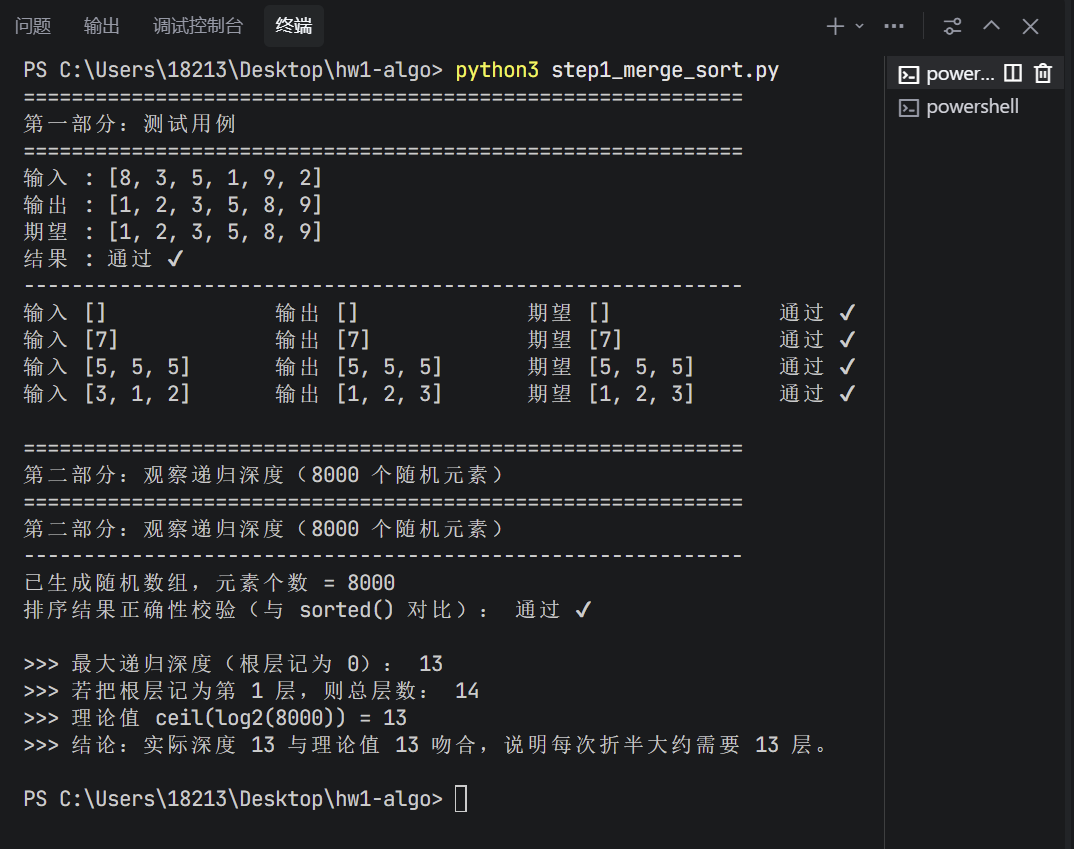 问题 输出 调试控制台 终端
PS C:\Users\18213\Desktop\hw1-algo> python3 step1_merge_sort.py
============================================================
第一部分：测试用例
============================================================
输入 : [8, 3, 5, 1, 9, 2]
输出 : [1, 2, 3, 5, 8, 9]
期望 : [1, 2, 3, 5, 8, 9]
结果 : 通过 ✓
------------------------------------------------------------
输入 [] 输出 [] 期望 [] 通过 ✓
输入 [7] 输出 [7] 期望 [7] 通过 ✓
输入 [5, 5, 5] 输出 [5, 5, 5] 期望 [5, 5, 5] 通过 ✓
输入 [3, 1, 2] 输出 [1, 2, 3] 期望 [1, 2, 3] 通过 ✓
============================================================
第二部分：观察递归深度（8000 个随机元素）
============================================================
第二部分：观察递归深度（8000 个随机元素）
------------------------------------------------------------
已生成随机数组，元素个数 = 8000
排序结果正确性校验（与 sorted() 对比）： 通过 ✓
>>> 最大递归深度（根层记为 0）： 13
>>> 若把根层记为第 1 层，则总层数： 14
>>> 理论值 ceil(log2(8000)) = 13
>>> 结论：实际深度 13 与理论值 13 吻合，说明每次折半大约需要 13 层。
PS C:\Users\18213\Desktop\hw1-algo>
power...
powershell